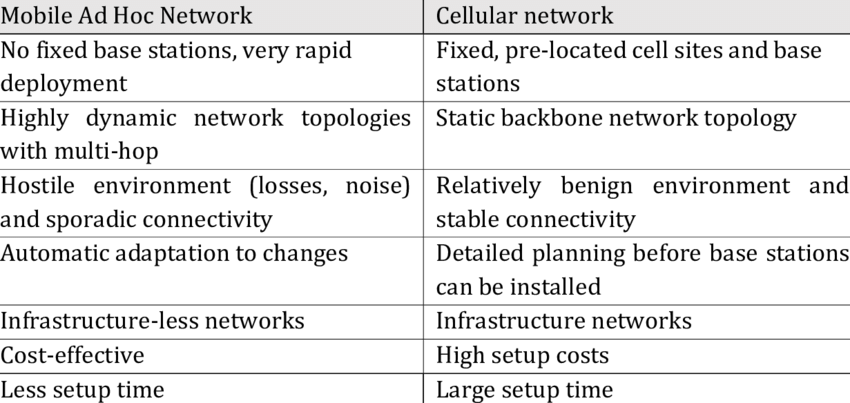 Mobile Ad Hoc Network
Cellular network
No fixed base stations, very rapid
deployment
Fixed, pre-located cell sites and base
stations
Highly dynamic network topologies
with multi-hop
Static backbone network topology
Hostile environment (losses, noise)
and sporadic connectivity
Relatively benign environment and
stable connectivity
Automatic adaptation to changes
Detailed planning before base stations
can be installed
Infrastructure-less networks
Infrastructure networks
Cost-effective
High setup costs
Less setup time
Large setup time